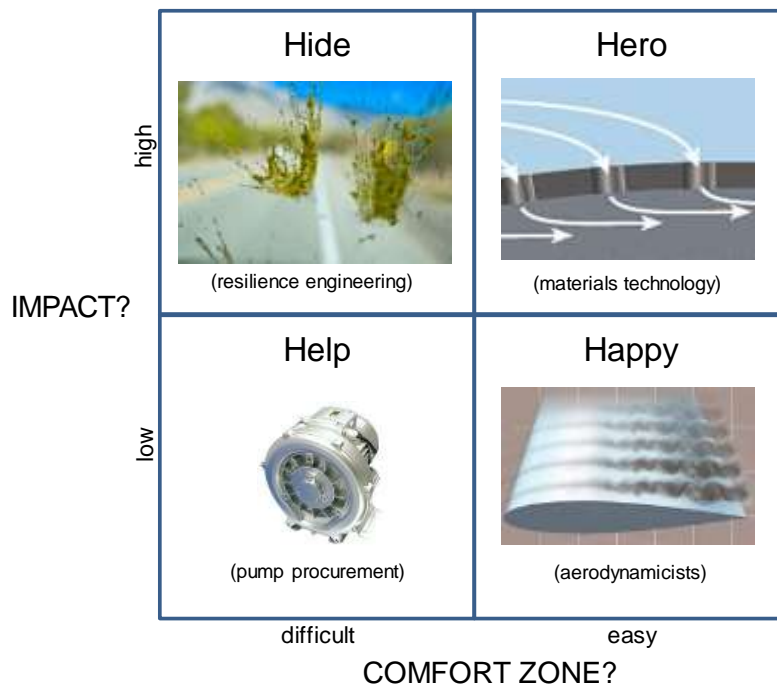 Hide
Hero
high
(resilience engineering)
(materials technology)
IMPACT?
Help
Happy
low
(pump procurement)
(aerodynamicists)
difficult
easy
COMFORT ZONE?